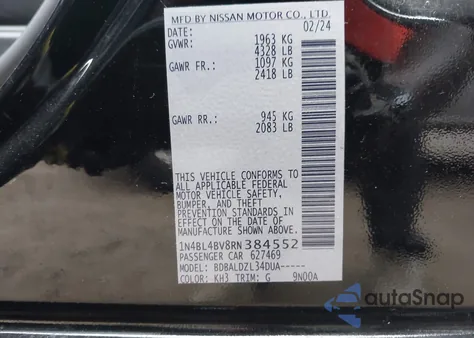 MFD BY NISSAN MOTOR CO., LTD.
DATE: 02/24
GVWR: 1963 KG
4328 LB
GAWR FR.: 1097 KG
2418 LB
GAWR RR.: 945 KG
2083 LB
THIS VEHICLE CONFORMS TO
ALL APPLICABLE FEDERAL
MOTOR VEHICLE SAFETY,
BUMPER, AND THEFT
PREVENTION STANDARDS IN
EFFECT ON THE DATE OF
MANUFACTURE SHOWN ABOVE.
1N4BL4BV8RN384552
PASSENGER CAR 627469
MODEL: BDBALDZL34DUA-----
COLOR: KH3 TRIM: G 9N00A
autoSnap